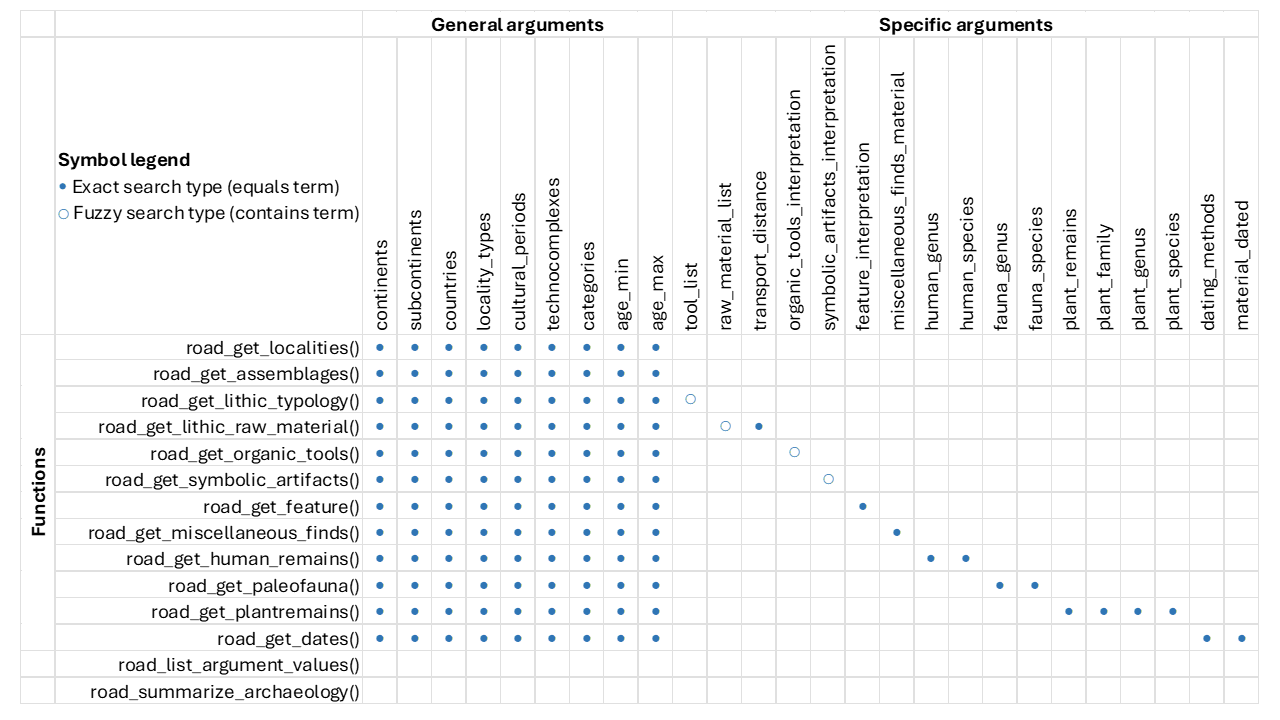 General arguments
Specific arguments
Symbol legend
• Exact search type (equals term)
○ Fuzzy search type (contains term)
continents
subcontinents
countries
locality_types
cultural_periods
technocomplexes
categories
age_min
age_max
tool_list
raw_material_list
transport_distance
organic_tools_interpretation
symbolic_artifacts_interpretation
feature_interpretation
miscellaneous_finds_material
human_genus
human_species
fauna_genus
fauna_species
plant_remains
plant_family
plant_genus
plant_species
dating_methods
material_dated
Functions
road_get_localities()
road_get_assemblages()
road_get_lithic_typology()
road_get_lithic_raw_material()
road_get_organic_tools()
road_get_symbolic_artifacts()
road_get_feature()
road_get_miscellaneous_finds()
road_get_human_remains()
road_get_paleofauna()
road_get_plantremains()
road_get_dates()
road_list_argument_values()
road_summarize_archaeology()